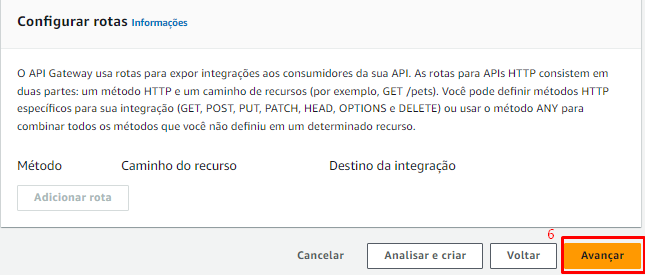 Configurar rotas Informações
O API Gateway usa rotas para expor integrações aos consumidores da sua API. As rotas para APIs HTTP consistem em
duas partes: um método HTTP e um caminho de recursos (por exemplo, GET /pets). Você pode definir métodos HTTP
específicos para sua integração (GET, POST, PUT, PATCH, HEAD, OPTIONS e DELETE) ou usar o método ANY para
combinar todos os métodos que você não definiu em um determinado recurso.
Método Caminho do recurso Destino da integração
Adicionar rota
6
Cancelar Analisar e criar Voltar Avançar